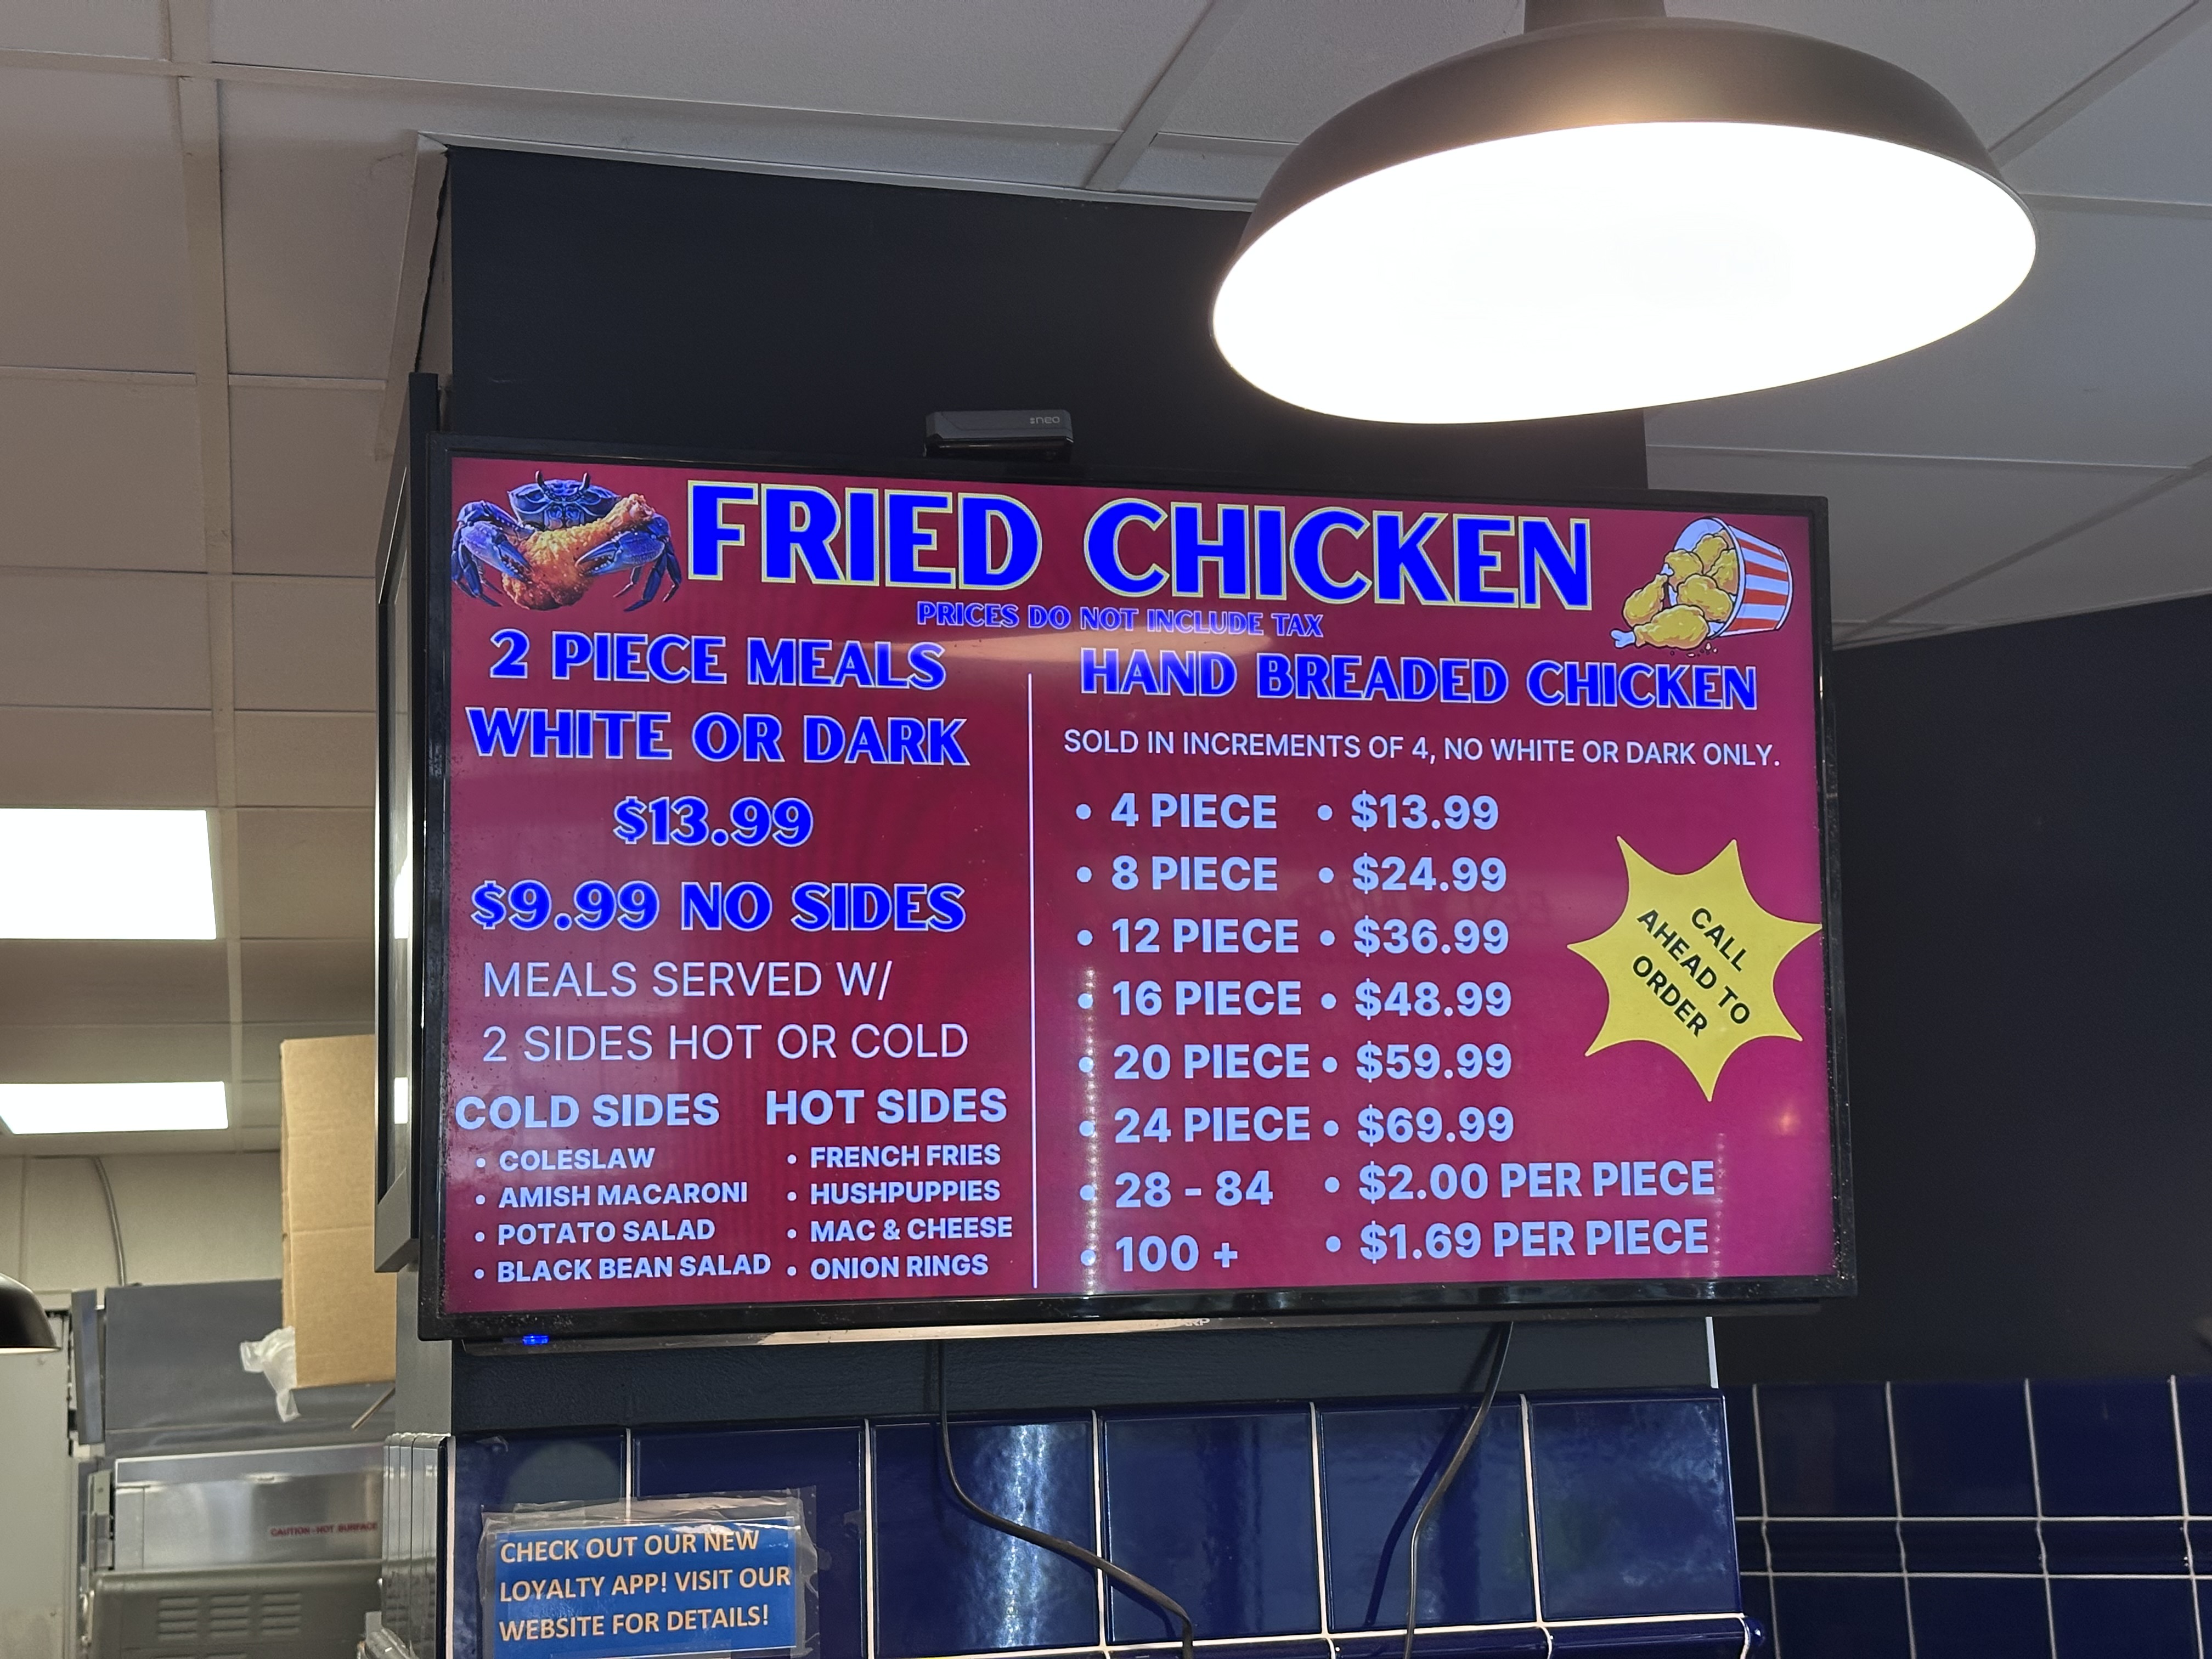 neo
FRIED CHICKEN
PRICES DO NOT INCLUDE TAX
2 PIECE MEALS
WHITE OR DARK
$13.99
$9.99 NO SIDES
MEALS SERVED W/
2 SIDES HOT OR COLD
COLD SIDES
• COLESLAW
• AMISH MACARONI
• POTATO SALAD
• BLACK BEAN SALAD
HOT SIDES
• FRENCH FRIES
• HUSHPUPPIES
• MAC & CHEESE
• ONION RINGS
HAND BREADED CHICKEN
SOLD IN INCREMENTS OF 4, NO WHITE OR DARK ONLY.
• 4 PIECE • $13.99
• 8 PIECE • $24.99
• 12 PIECE • $36.99
• 16 PIECE • $48.99
• 20 PIECE • $59.99
• 24 PIECE • $69.99
• 28 - 84 • $2.00 PER PIECE
• 100 + • $1.69 PER PIECE
CALL
AHEAD TO
ORDER
CAUTION - HOT SURFACE
CHECK OUT OUR NEW
LOYALTY APP! VISIT OUR
WEBSITE FOR DETAILS!